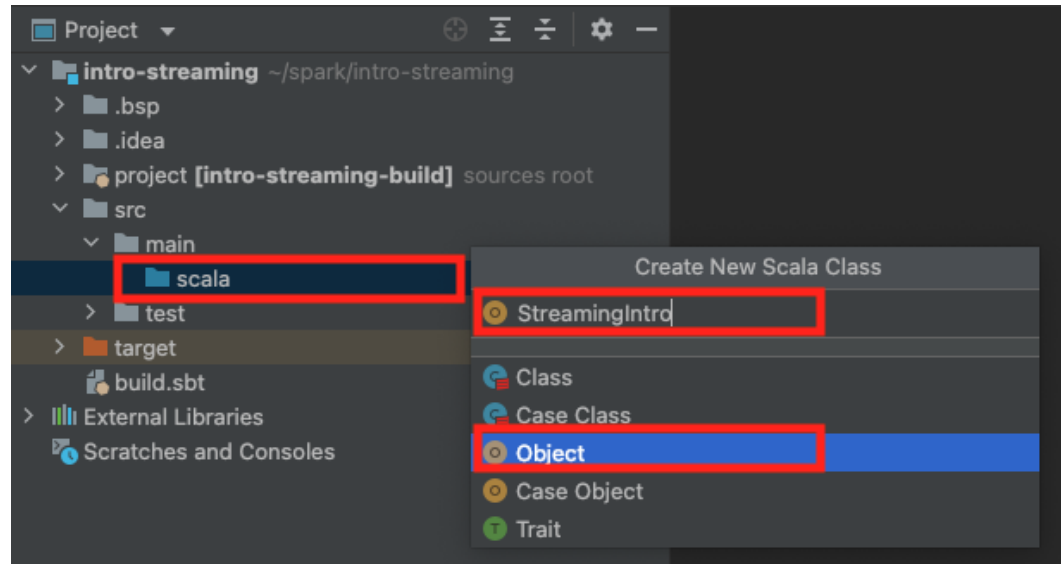 Project
intro-streaming ~/spark/intro-streaming
.bsp
.idea
project [intro-streaming-build] sources root
src
main
scala
test
target
build.sbt
External Libraries
Scratches and Consoles
Create New Scala Class
StreamingIntro
Class
Case Class
Object
Case Object
Trait